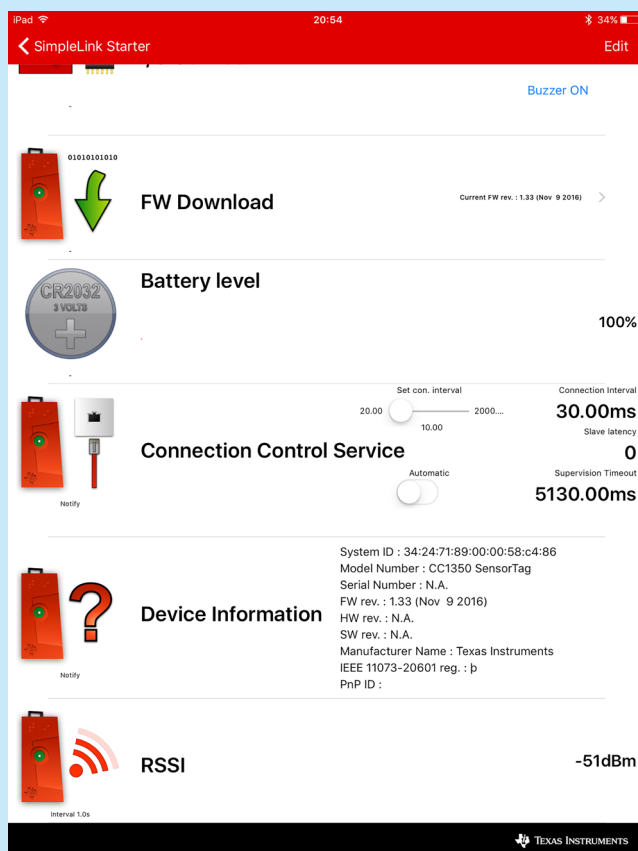 iPad
20:54
34%
SimpleLink Starter
Edit
Buzzer ON
-
01010101010
FW Download
Current FW rev. : 1.33 (Nov 9 2016)
-
CR2032
3 VOLTS
Battery level
100%
-
Set con. interval
20.00
2000....
10.00
Connection Interval
30.00ms
Slave latency
0
Connection Control Service
Automatic
Supervision Timeout
5130.00ms
Notify
System ID : 34:24:71:89:00:00:58:c4:86
Model Number : CC1350 SensorTag
Serial Number : N.A.
FW rev. : 1.33 (Nov 9 2016)
HW rev. : N.A.
SW rev. : N.A.
Manufacturer Name : Texas Instruments
IEEE 11073-20601 reg. : þ
PnP ID :
Device Information
Notify
RSSI
-51dBm
Interval 1.0s
TEXAS INSTRUMENTS